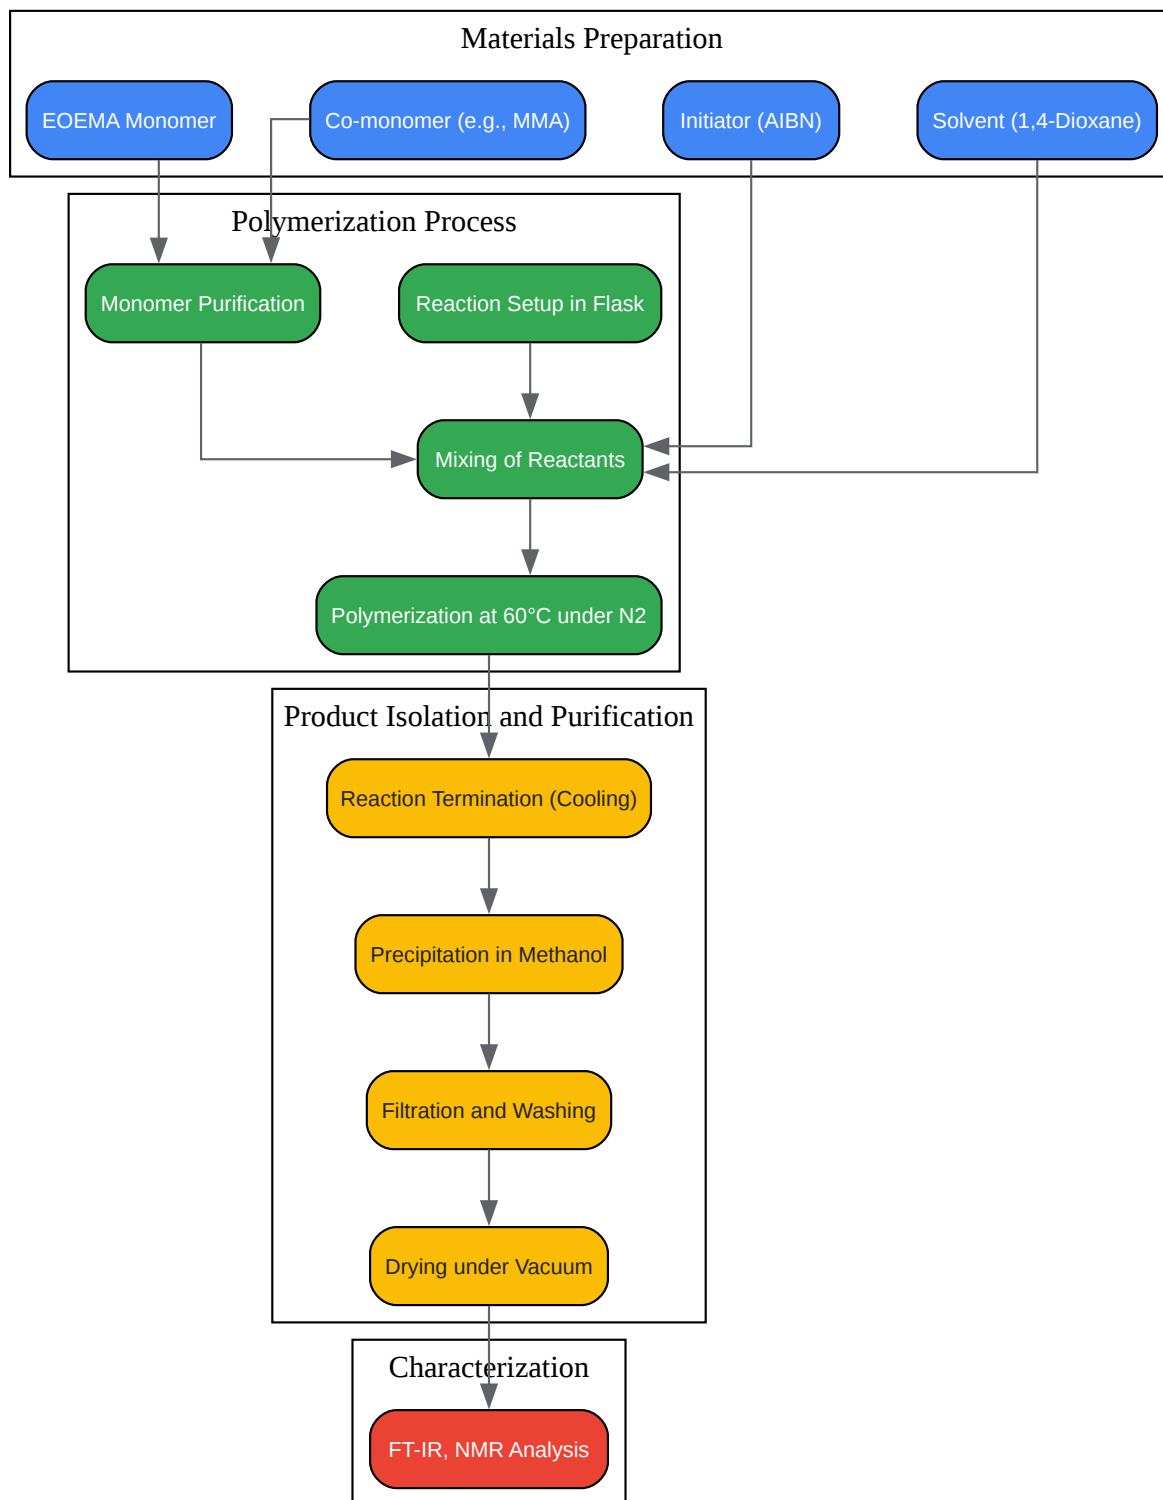 Materials Preparation
EOEMA Monomer
Co-monomer (e.g., MMA)
Initiator (AIBN)
Solvent (1,4-Dioxane)
Polymerization Process
Monomer Purification
Reaction Setup in Flask
Mixing of Reactants
Polymerization at 60°C under N2
Product Isolation and Purification
Reaction Termination (Cooling)
Precipitation in Methanol
Filtration and Washing
Drying under Vacuum
Characterization
FT-IR, NMR Analysis